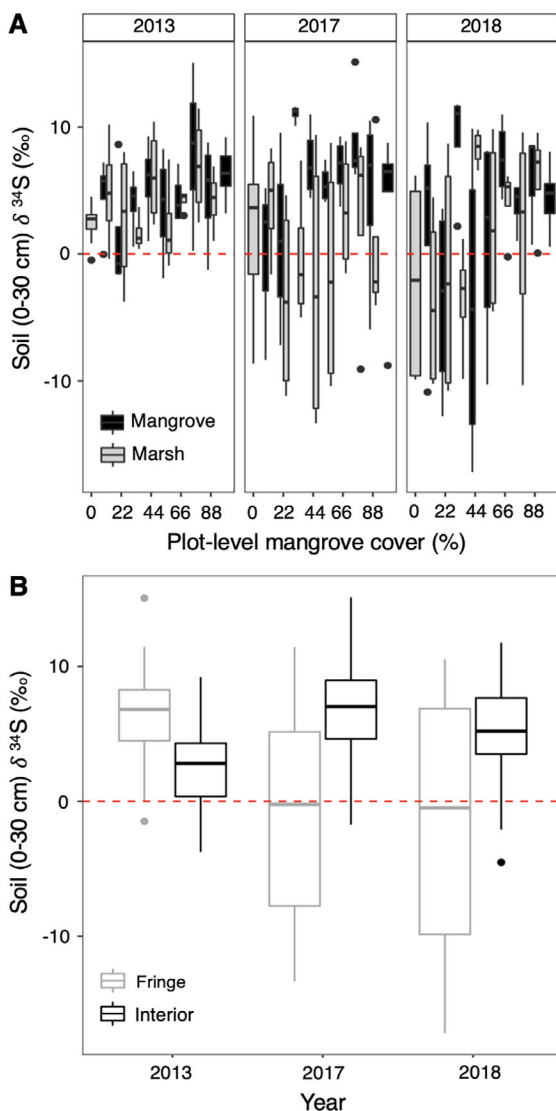 A
2013
2017
2018
Soil (0-30 cm) δ ³⁴S (‰)
10
0
-10
Mangrove
Marsh
0 22 44 66 88 0 22 44 66 88 0 22 44 66 88
Plot-level mangrove cover (%)
B
Soil (0-30 cm) δ ³⁴S (‰)
10
0
-10
Fringe
Interior
2013 2017 2018
Year